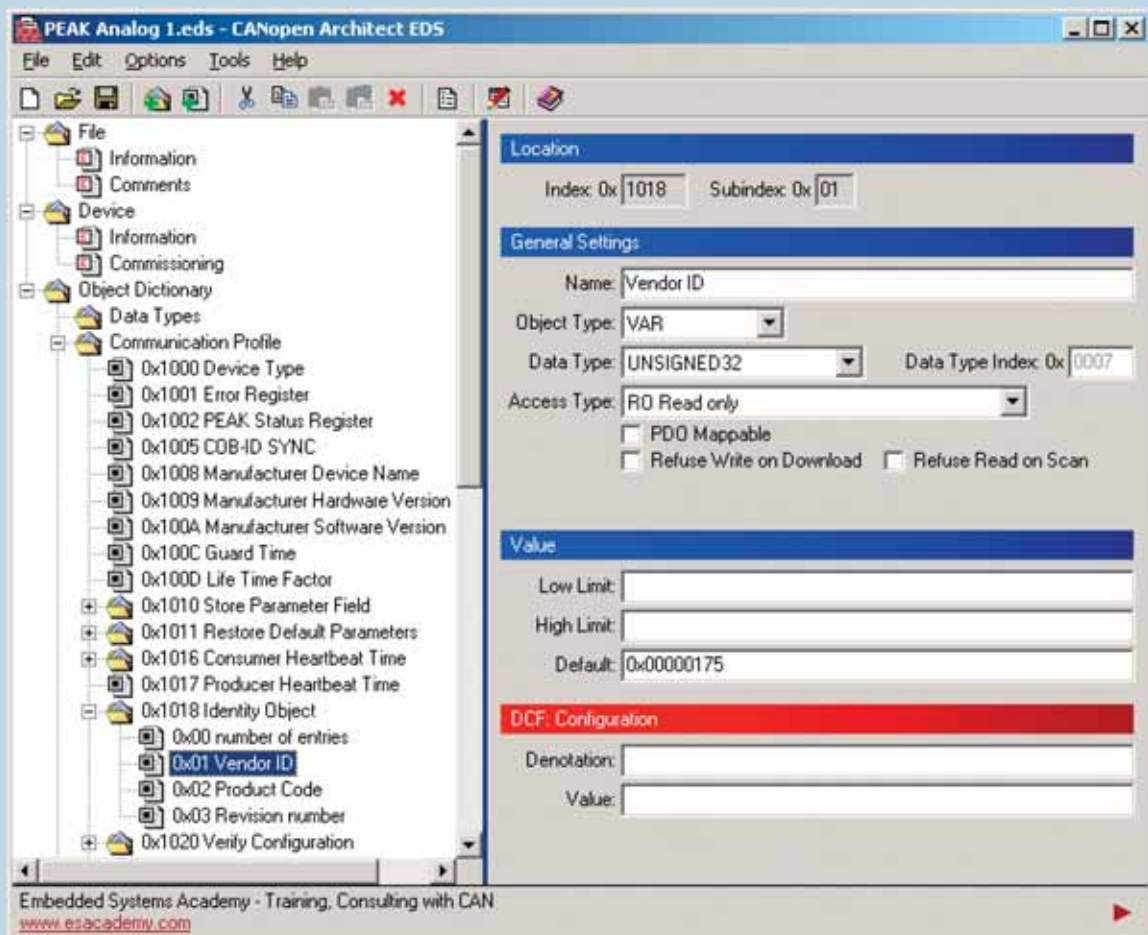 PEAK Analog 1.eds - CANopen Architect EDS
File Edit Options Tools Help
File
Information
Comments
Device
Information
Commissioning
Object Dictionary
Data Types
Communication Profile
0x1000 Device Type
0x1001 Error Register
0x1002 PEAK Status Register
0x1005 COB-ID SYNC
0x1008 Manufacturer Device Name
0x1009 Manufacturer Hardware Version
0x100A Manufacturer Software Version
0x100C Guard Time
0x100D Life Time Factor
0x1010 Store Parameter Field
0x1011 Restore Default Parameters
0x1016 Consumer Heartbeat Time
0x1017 Producer Heartbeat Time
0x1018 Identity Object
0x00 number of entries
0x01 Vendor ID
0x02 Product Code
0x03 Revision number
0x1020 Verify Configuration
Location
Index: 0x 1018 Subindex: 0x 01
General Settings
Name: Vendor ID
Object Type: VAR
Data Type: UNSIGNED32 Data Type Index: 0x 0007
Access Type: RO Read only
PDO Mappable
Refuse Write on Download Refuse Read on Scan
Value
Low Limit:
High Limit:
Default: 0x00000175
DCF: Configuration
Denotation:
Value:
Embedded Systems Academy - Training, Consulting with CAN
www.esacademy.com